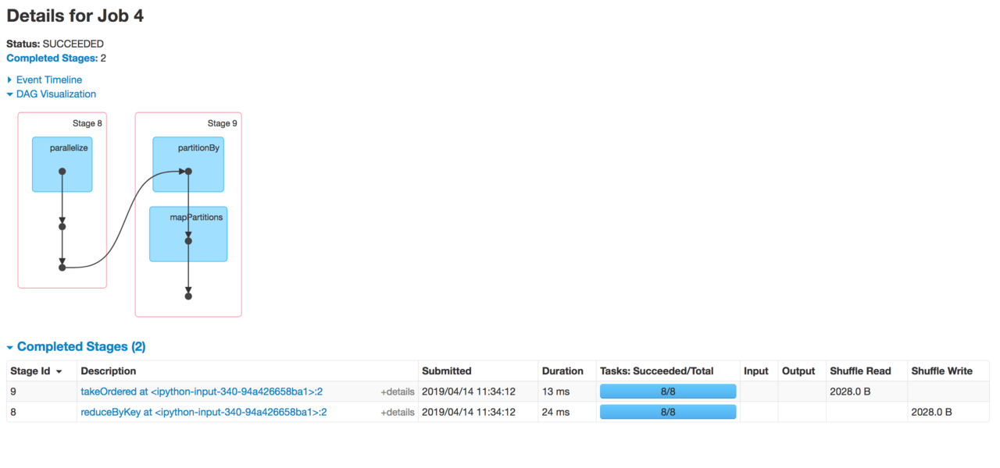 Details for Job 4
Status: SUCCEEDED
Completed Stages: 2
Event Timeline
DAG Visualization
Stage 8
parallelize
Stage 9
partitionBy
mapPartitions
Completed Stages (2)
Stage Id Description Submitted Duration Tasks: Succeeded/Total Input Output Shuffle Read Shuffle Write
9 takeOrdered at <ipython-input-340-94a426658ba1>:2 +details 2019/04/14 11:34:12 13 ms 8/8 2028.0 B
8 reduceByKey at <ipython-input-340-94a426658ba1>:2 +details 2019/04/14 11:34:12 24 ms 8/8 2028.0 B